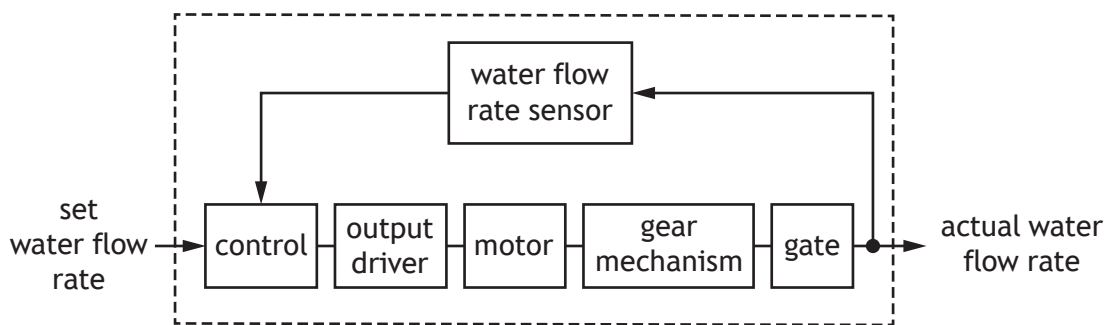 water flow
rate sensor
set
water flow
rate
control
output
driver
motor
gear
mechanism
gate
actual water
flow rate